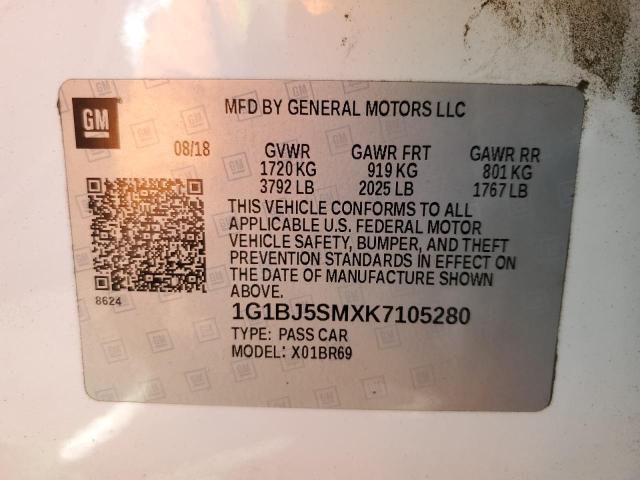 GM
MFD BY GENERAL MOTORS LLC
08/18 GVWR GAWR FRT GAWR RR
1720 KG 919 KG 801 KG
3792 LB 2025 LB 1767 LB
THIS VEHICLE CONFORMS TO ALL
APPLICABLE U.S. FEDERAL MOTOR
VEHICLE SAFETY, BUMPER, AND THEFT
PREVENTION STANDARDS IN EFFECT ON
THE DATE OF MANUFACTURE SHOWN
ABOVE.
8624
1G1BJ5SMXK7105280
TYPE: PASS CAR
MODEL: X01BR69